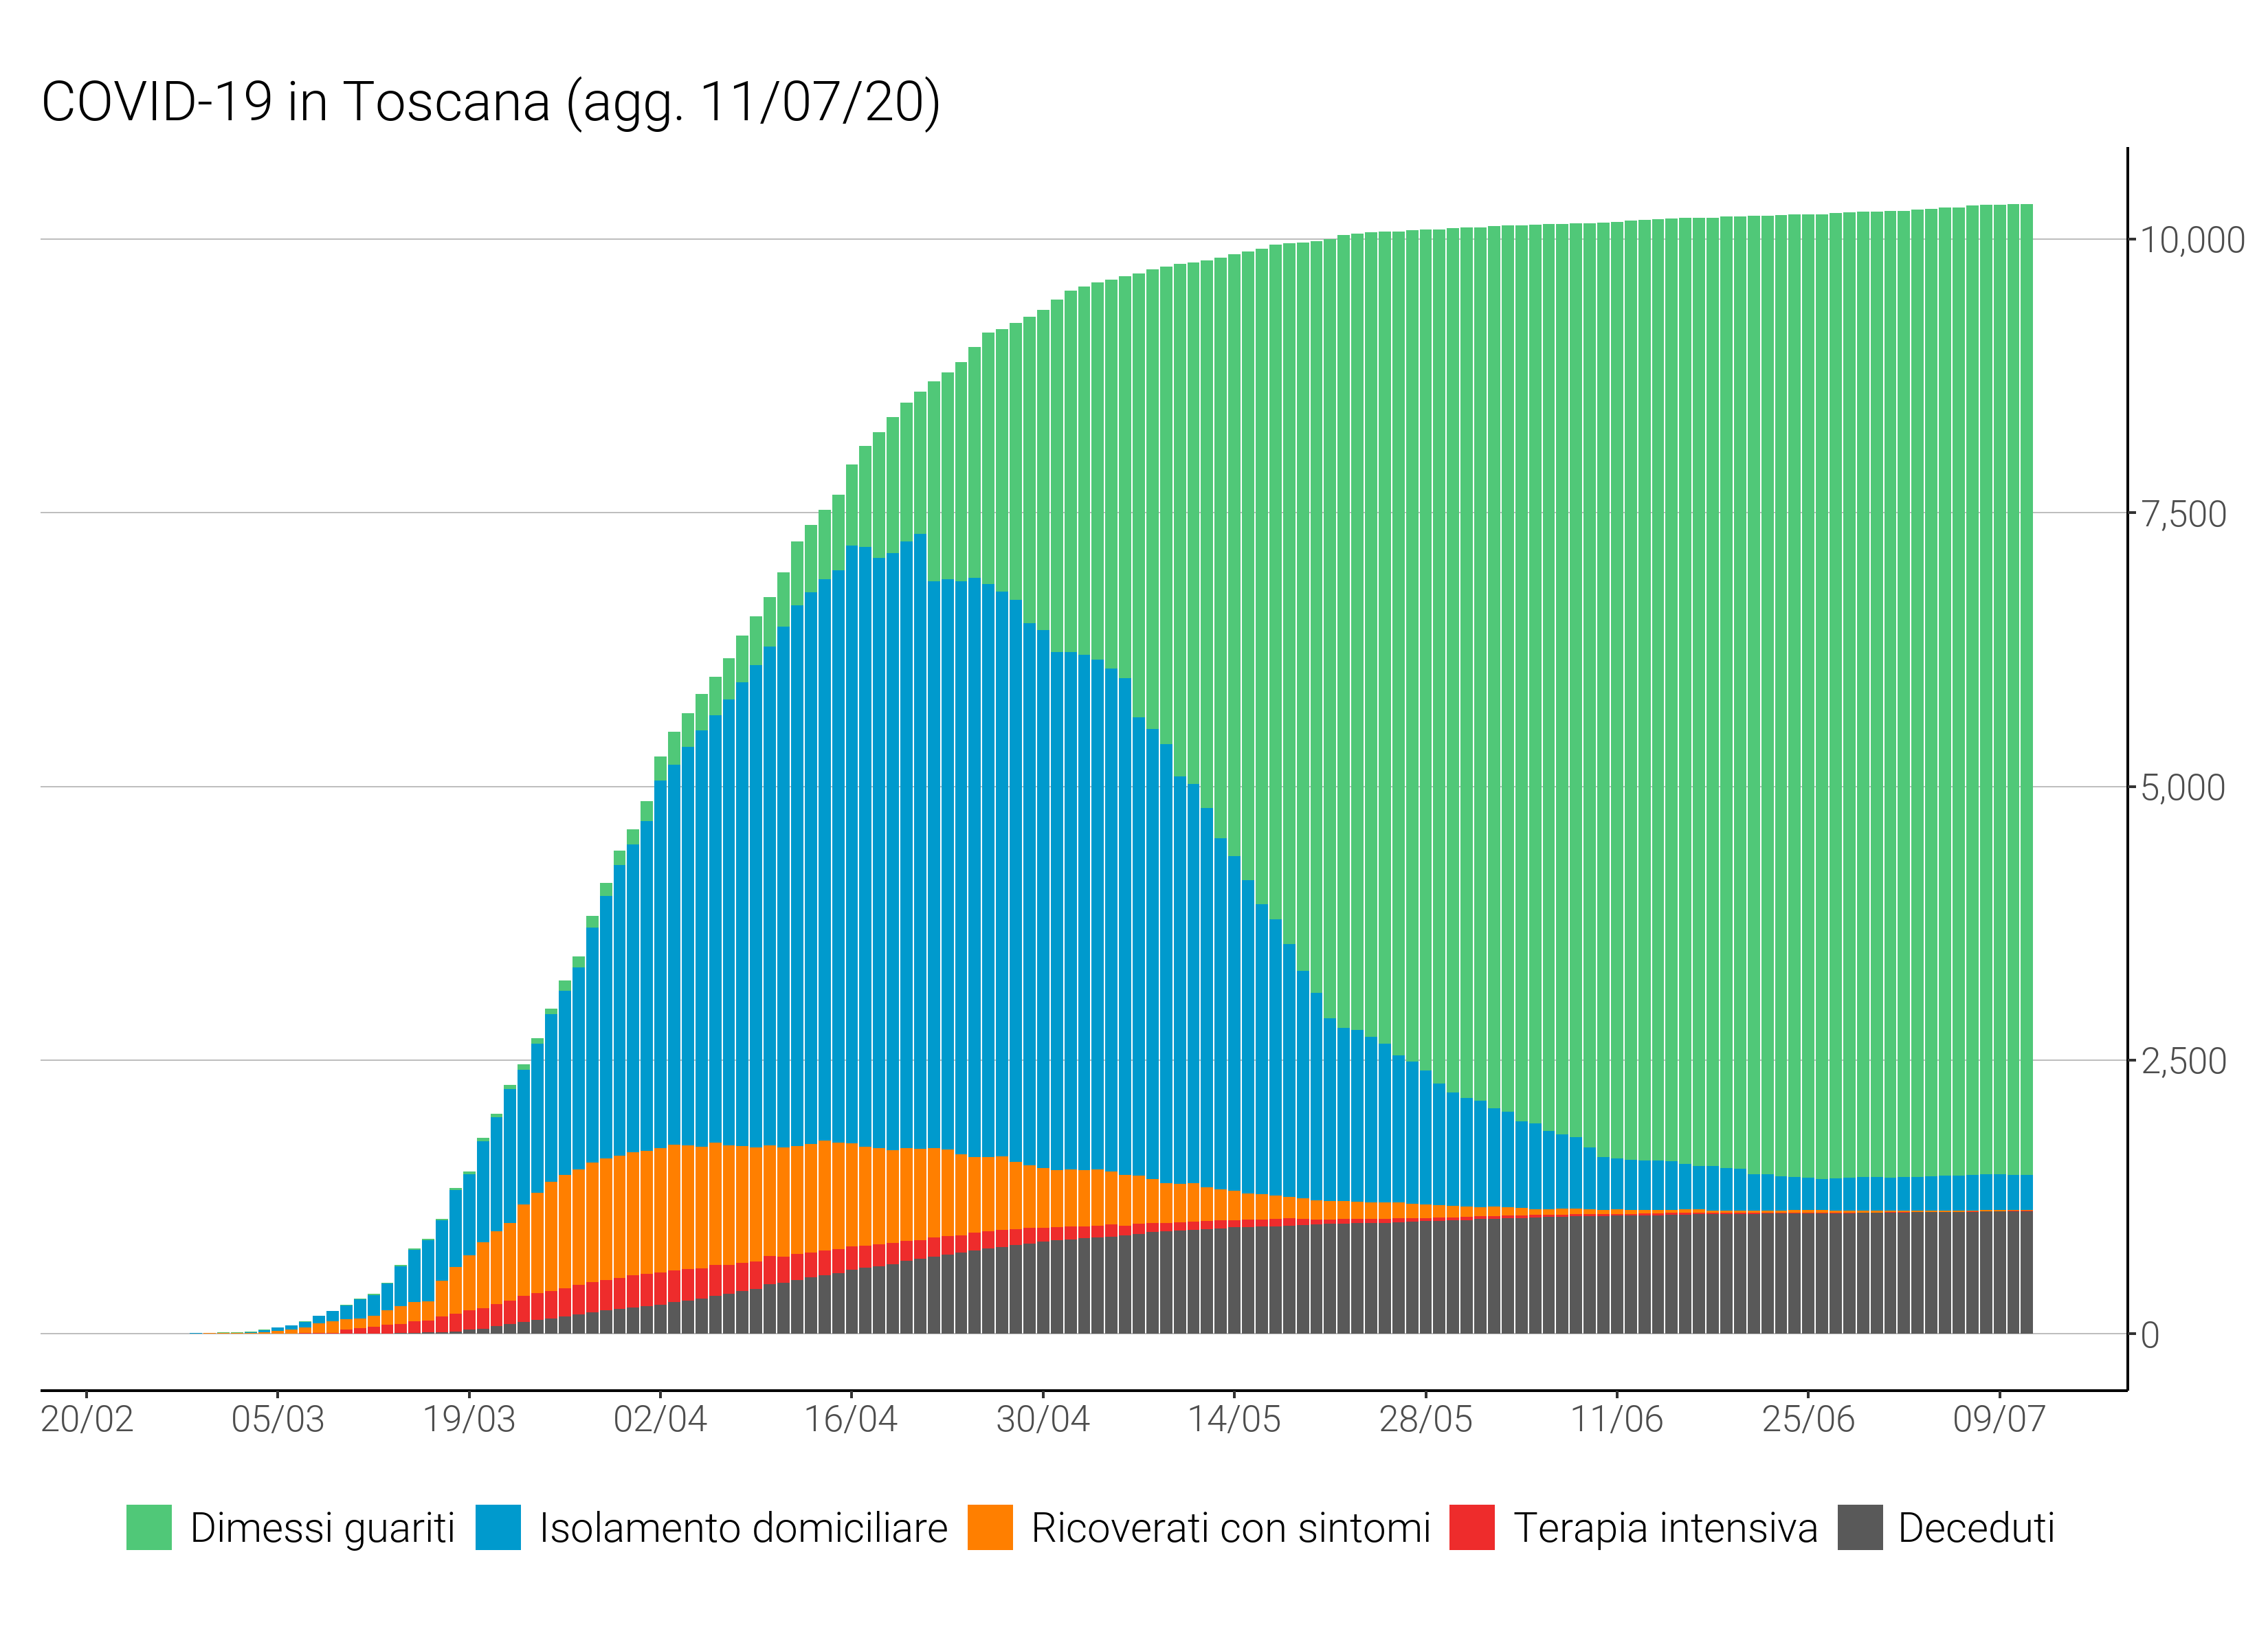 COVID-19 in Toscana (agg. 11/07/20)
10,000
7,500
5,000
2,500
0
20/02 05/03 19/03 02/04 16/04 30/04 14/05 28/05 11/06 25/06 09/07
Dimessi guariti Isolamento domiciliare Ricoverati con sintomi Terapia intensiva Deceduti